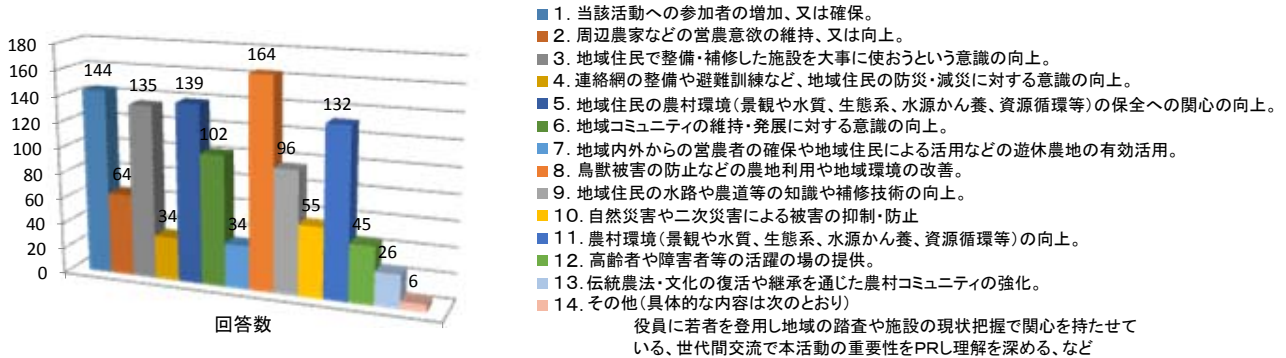 180
160
140
120
100
80
60
40
20
0
144
64
135
34
139
102
34
164
96
55
132
45
26
6
回答数
1. 当該活動への参加者の増加、又は確保。
2. 周辺農家などの営農意欲の維持、又は向上。
3. 地域住民で整備・補修した施設を大事に使おうという意識の向上。
4. 連絡網の整備や避難訓練など、地域住民の防災・減災に対する意識の向上。
5. 地域住民の農村環境(景観や水質、生態系、水源かん養、資源循環等)の保全への関心の向上。
6. 地域コミュニティの維持・発展に対する意識の向上。
7. 地域内外からの営農者の確保や地域住民による活用などの遊休農地の有効活用。
8. 鳥獣被害の防止などの農地利用や地域環境の改善。
9. 地域住民の水路や農道等の知識や補修技術の向上。
10. 自然災害や二次災害による被害の抑制・防止
11. 農村環境(景観や水質、生態系、水源かん養、資源循環等)の向上。
12. 高齢者や障害者等の活躍の場の提供。
13. 伝統農法・文化の復活や継承を通じた農村コミュニティの強化。
14. その他(具体的な内容は次のとおり)
役員に若者を登用し地域の踏査や施設の現状把握で関心を持たせて
いる、世代間交流で本活動の重要性をPRし理解を深める、など